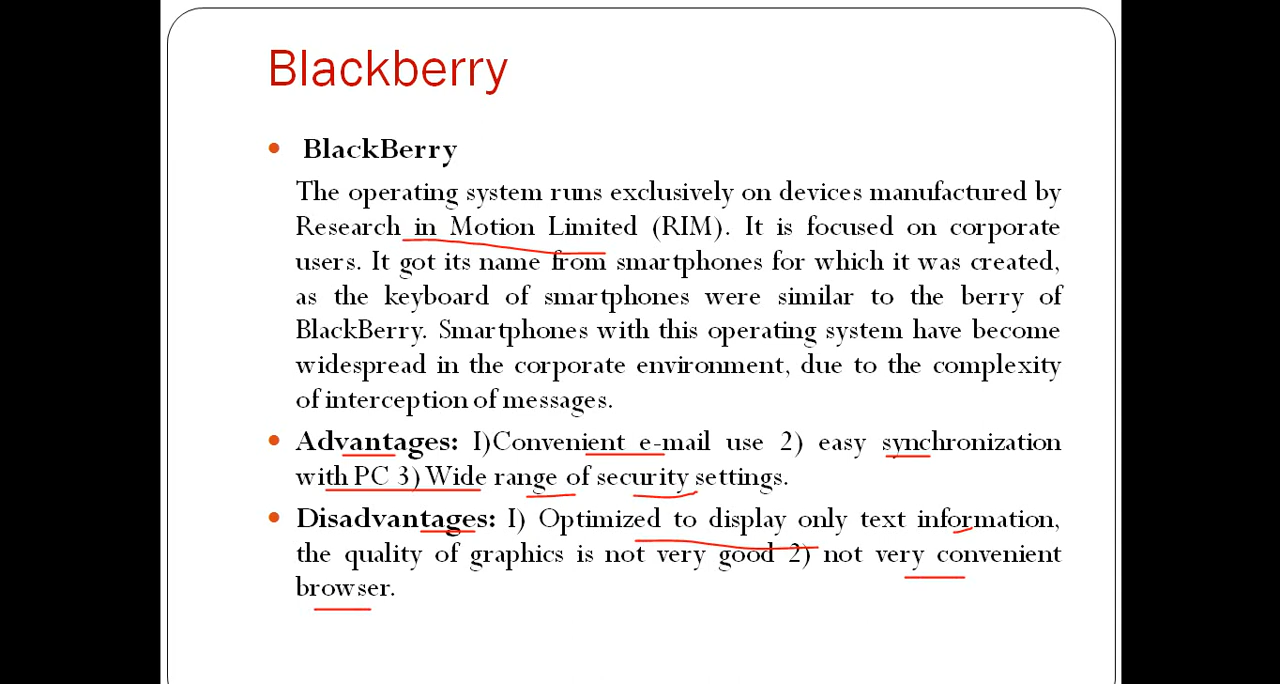 Blackberry
• BlackBerry
The operating system runs exclusively on devices manufactured by
Research in Motion Limited (RIM). It is focused on corporate
users. It got its name from smartphones for which it was created,
as the keyboard of smartphones were similar to the berry of
BlackBerry. Smartphones with this operating system have become
widespread in the corporate environment, due to the complexity
of interception of messages.
• Advantages: 1)Convenient e-mail use 2) easy synchronization
with PC 3) Wide range of security settings.
• Disadvantages: 1) Optimized to display only text information,
the quality of graphics is not very good 2) not very convenient
browser.